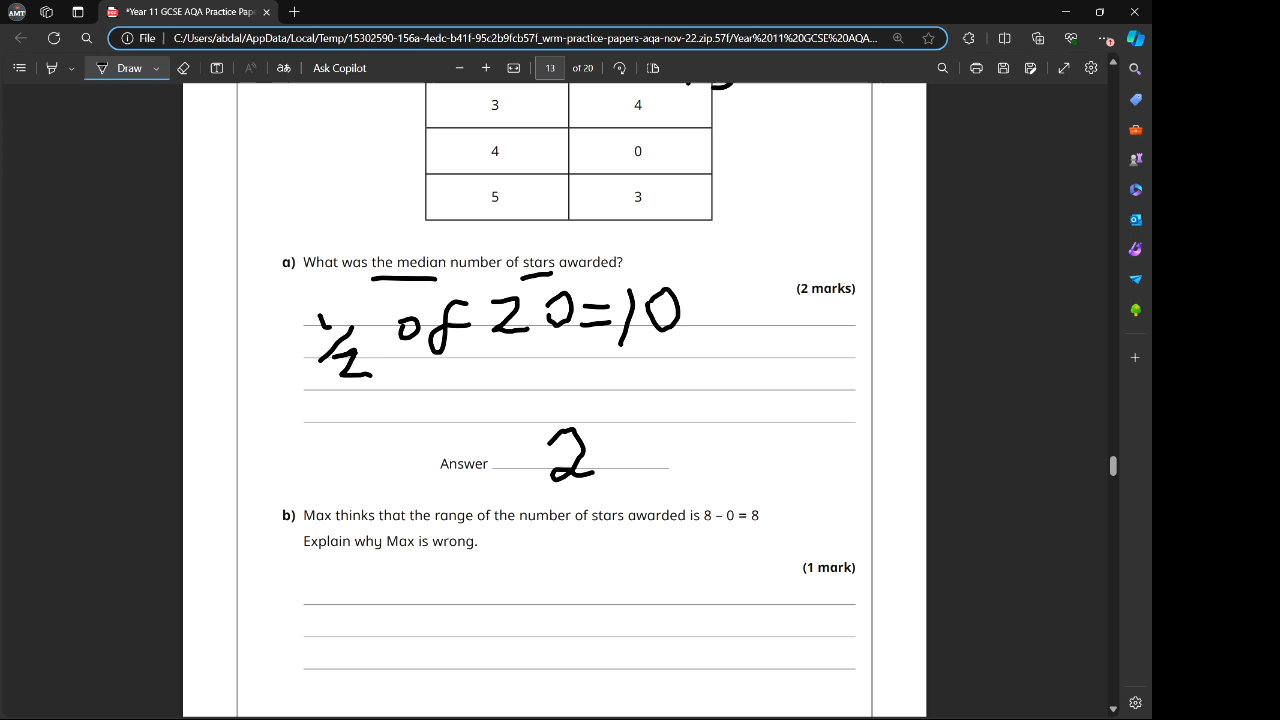 *Year 11 GCSE AQA Practice Pap
File
C:/Users/abdal/AppData/Local/Temp/15302590-156a-4edc-b41f-95c2b9fcb57f_wrm-practice-papers-aqa-nov-22.zip.57f/Year%2011%20GCSE%20AQA...
Draw
Ask Copilot
13 of 20
3 4
4 0
5 3
a) What was the median number of stars awarded?
(2 marks)
1/2 of 20=10
Answer 2
b) Max thinks that the range of the number of stars awarded is 8 – 0 = 8
Explain why Max is wrong.
(1 mark)